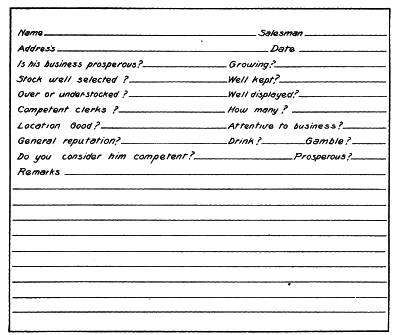 Name Salesman
Address Date
Is his business prosperous? Growing?
Stock well selected ? Well kept?
Over or under-stocked ? Well displayed?
Competent clerks ? How many ?
Location Good? Attentive to business?
General reputation? Drink? Gamble?
Do you consider him competent? Prosperous?
Remarks